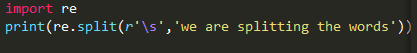 import re
print(re.split(r'\s','we are splitting the words'))